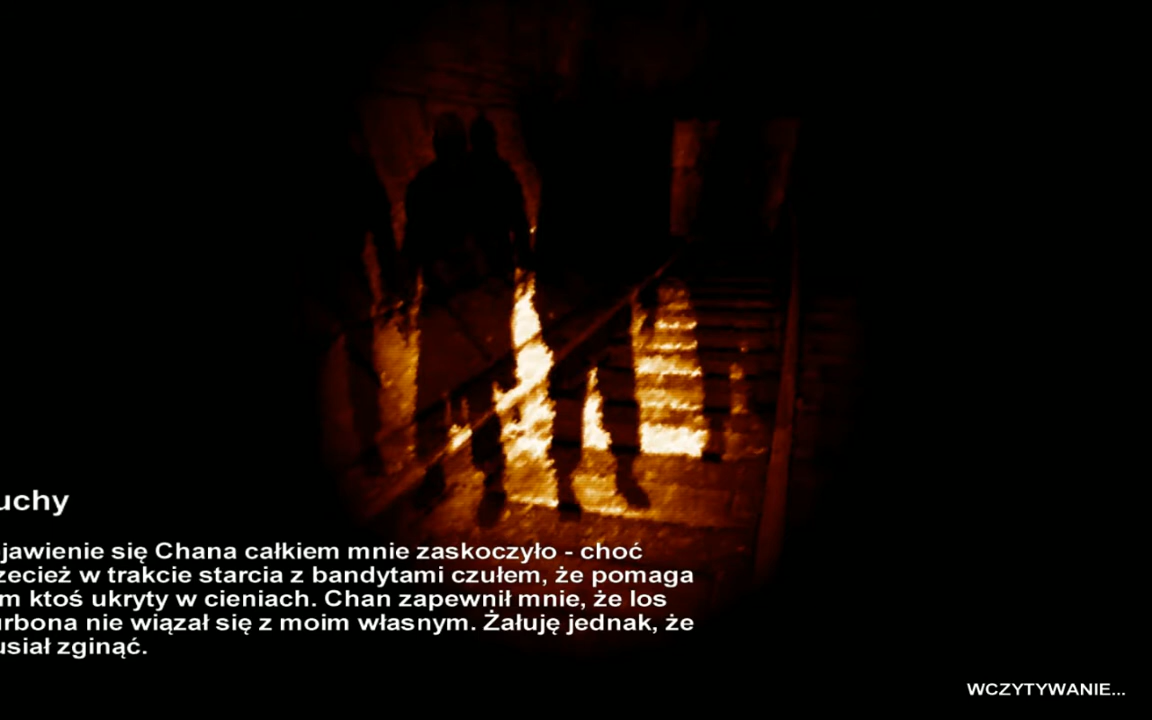 uchy
jawienie się Chana całkiem mnie zaskoczyło - choć
zecież w trakcie starcia z bandytami czułem, że pomaga
m ktoś ukryty w cieniach. Chan zapewnił mnie, że los
urbona nie wiązał się z moim własnym. Żałuję jednak, że
usiał zginąć.
WCZYTYWANIE...